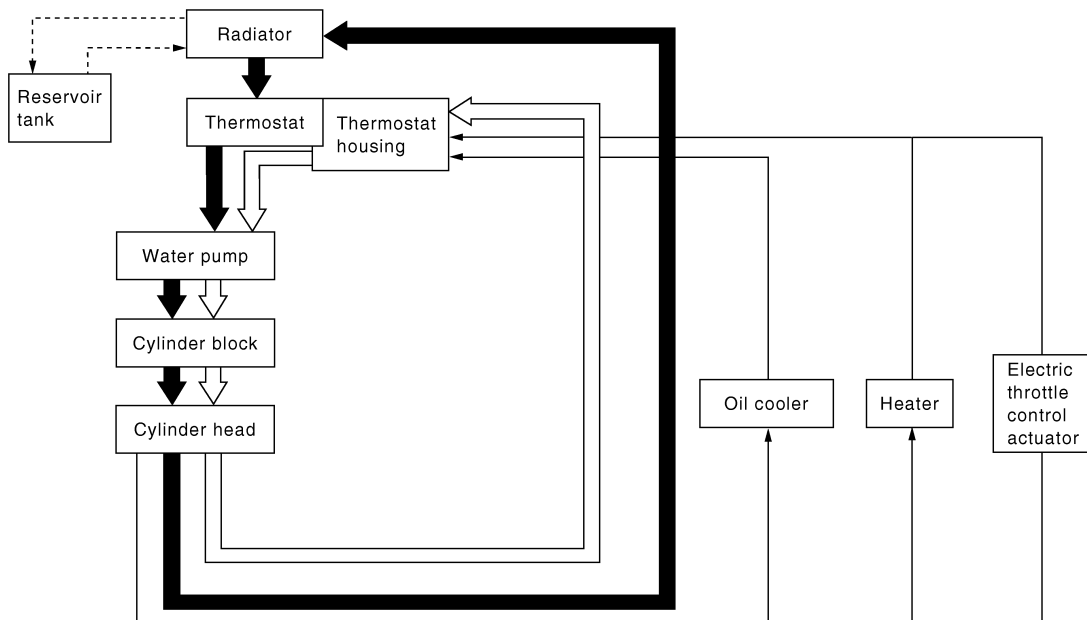 Radiator
Reservoir
tank
Thermostat
Thermostat
housing
Water pump
Cylinder block
Cylinder head
Oil cooler
Heater
Electric
throttle
control
actuator